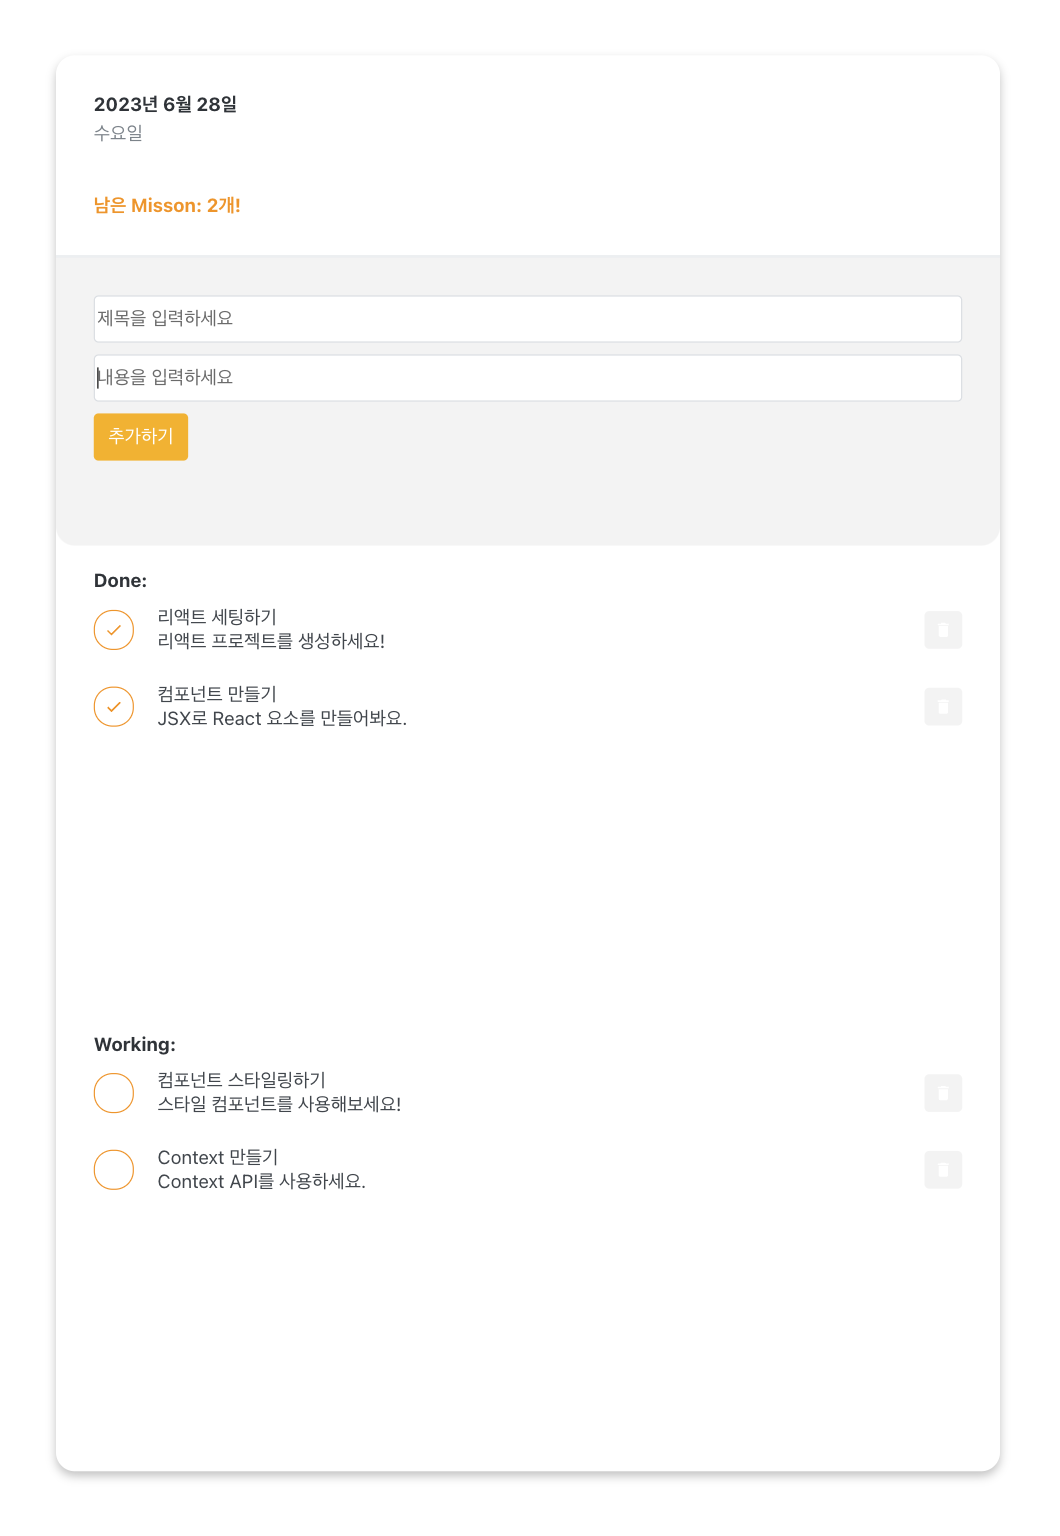 2023년 6월 28일
수요일
남은 Misson: 2개!
제목을 입력하세요
내용을 입력하세요
추가하기
Done:
리액트 세팅하기
리액트 프로젝트를 생성하세요!
컴포넌트 만들기
JSX로 React 요소를 만들어봐요.
Working:
컴포넌트 스타일링하기
스타일 컴포넌트를 사용해보세요!
Context 만들기
Context API를 사용하세요.